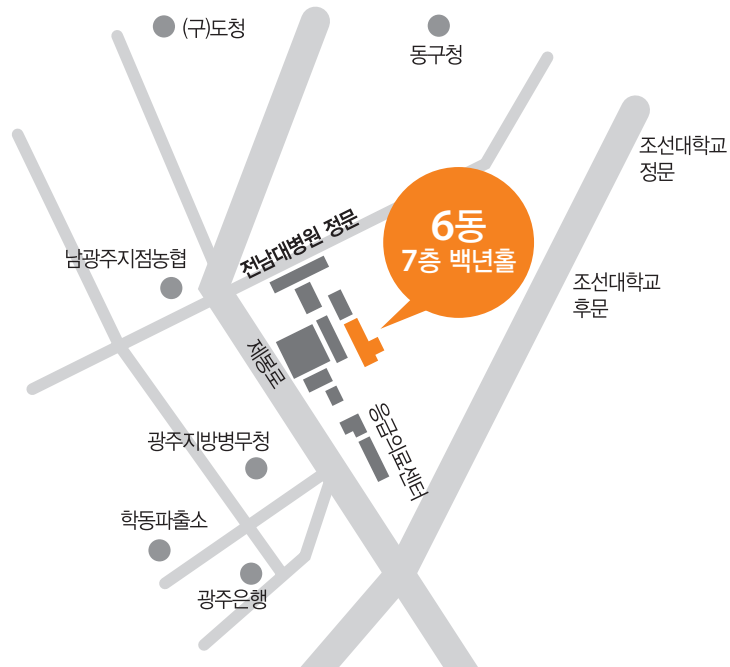 (구)도청
동구청
조선대학교
정문
전남대병원 정문
6동
7층 백년홀
남광주지점농협
조선대학교
후문
제봉로
응급의료센터
광주지방병무청
학동파출소
광주은행